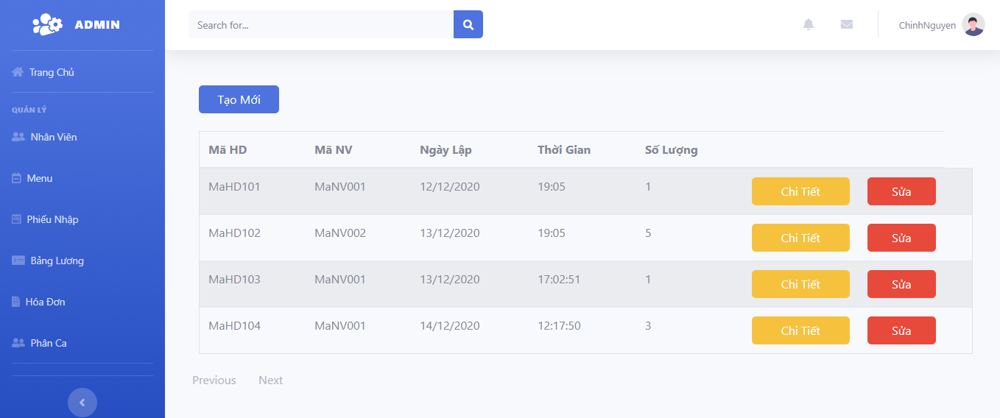 ADMIN
Search for...
ChinhNguyen
Trang Chủ
QUẢN LÝ
Nhân Viên
Menu
Phiếu Nhập
Bảng Lương
Hóa Đơn
Phân Ca
Tạo Mới
Mã HD Mã NV Ngày Lập Thời Gian Số Lượng
MaHD101 MaNV001 12/12/2020 19:05 1 Chi Tiết Sửa
MaHD102 MaNV002 13/12/2020 19:05 5 Chi Tiết Sửa
MaHD103 MaNV001 13/12/2020 17:02:51 1 Chi Tiết Sửa
MaHD104 MaNV001 14/12/2020 12:17:50 3 Chi Tiết Sửa
Previous Next